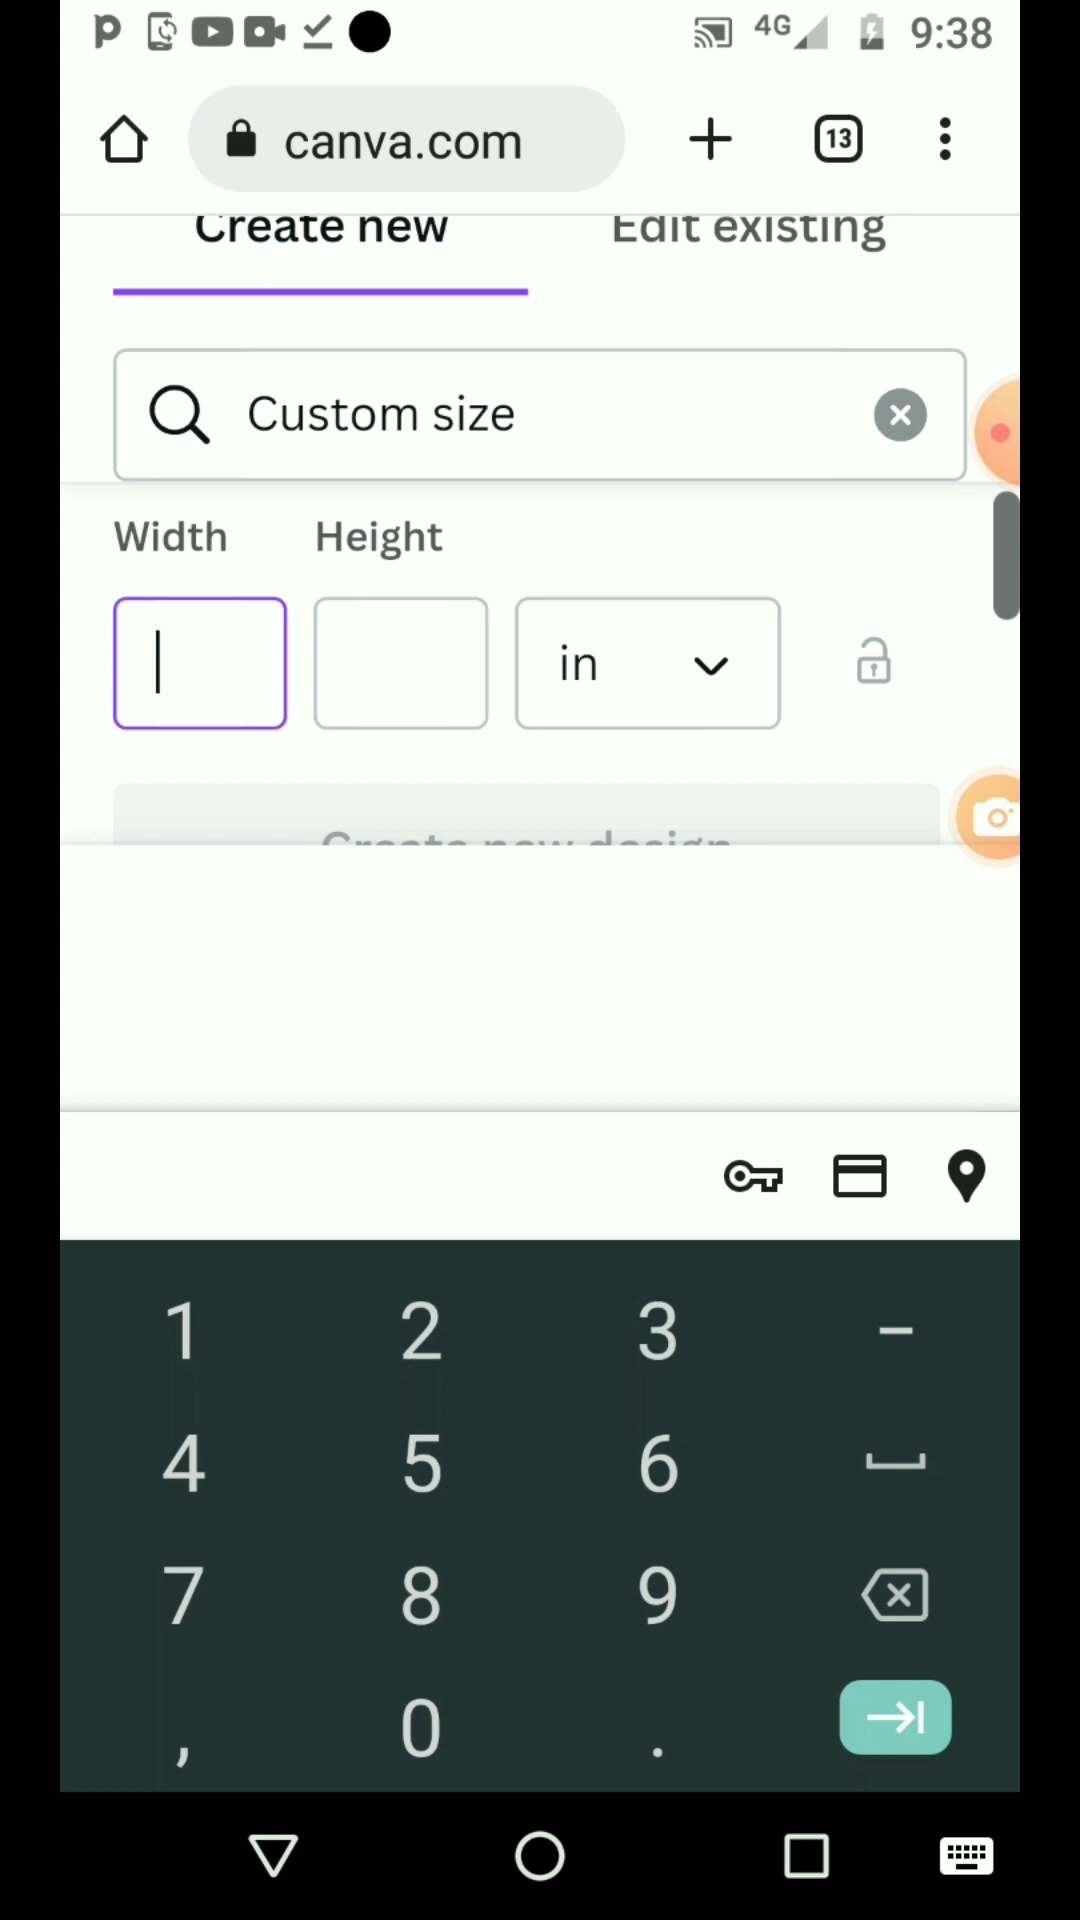 4G 9:38
canva.com
13
Create new Edit existing
Custom size
Width Height
in
Create new design
1 2 3 -
4 5 6
7 8 9
, 0 .